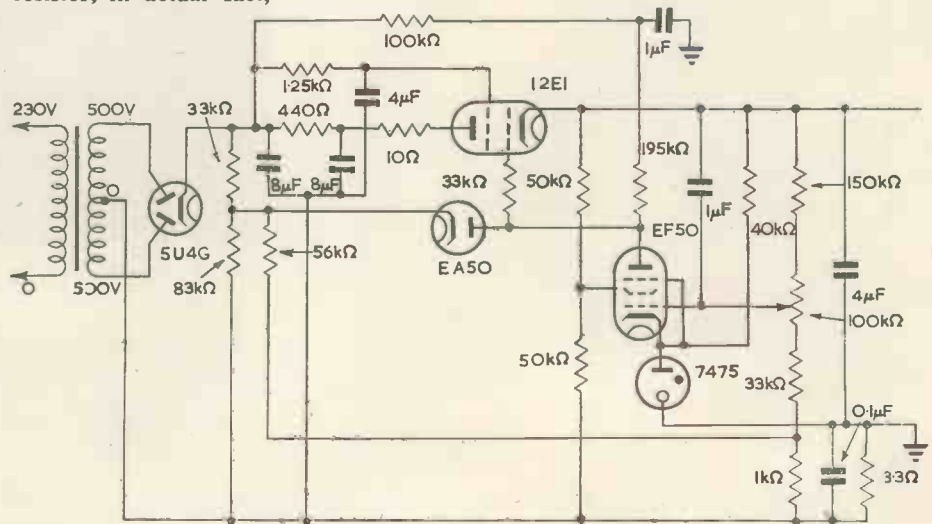 resistor, in actual fact,
100kΩ
1μF
1·25kΩ
12E1
4μF
230V
500V
33kΩ
440Ω
10Ω
195kΩ
8μF
8μF
33kΩ
50kΩ
1μF
150kΩ
EF50
40kΩ
5U4G
56kΩ
EA50
4μF
500V
83kΩ
100kΩ
50kΩ
7475
33kΩ
0·1μF
1kΩ
3·3Ω